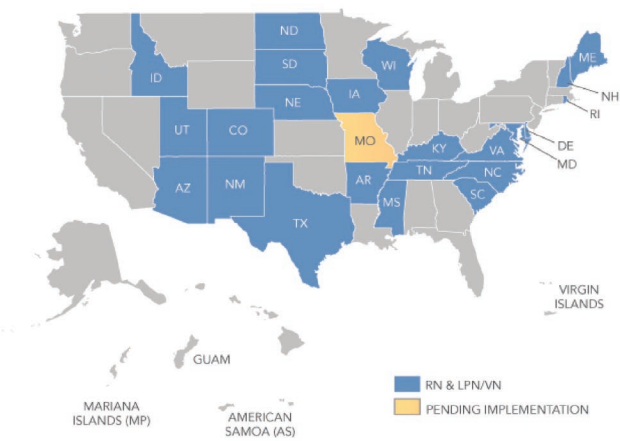 ND
ME
SD
WI
ID
NH
IA
RI
NE
UT
CO
MO
KY
VA
DE
MD
TN
NC
AZ
NM
AR
SC
MS
TX
VIRGIN
ISLANDS
GUAM
RN & LPN/VN
PENDING IMPLEMENTATION
MARIANA
ISLANDS (MP)
AMERICAN
SAMOA (AS)